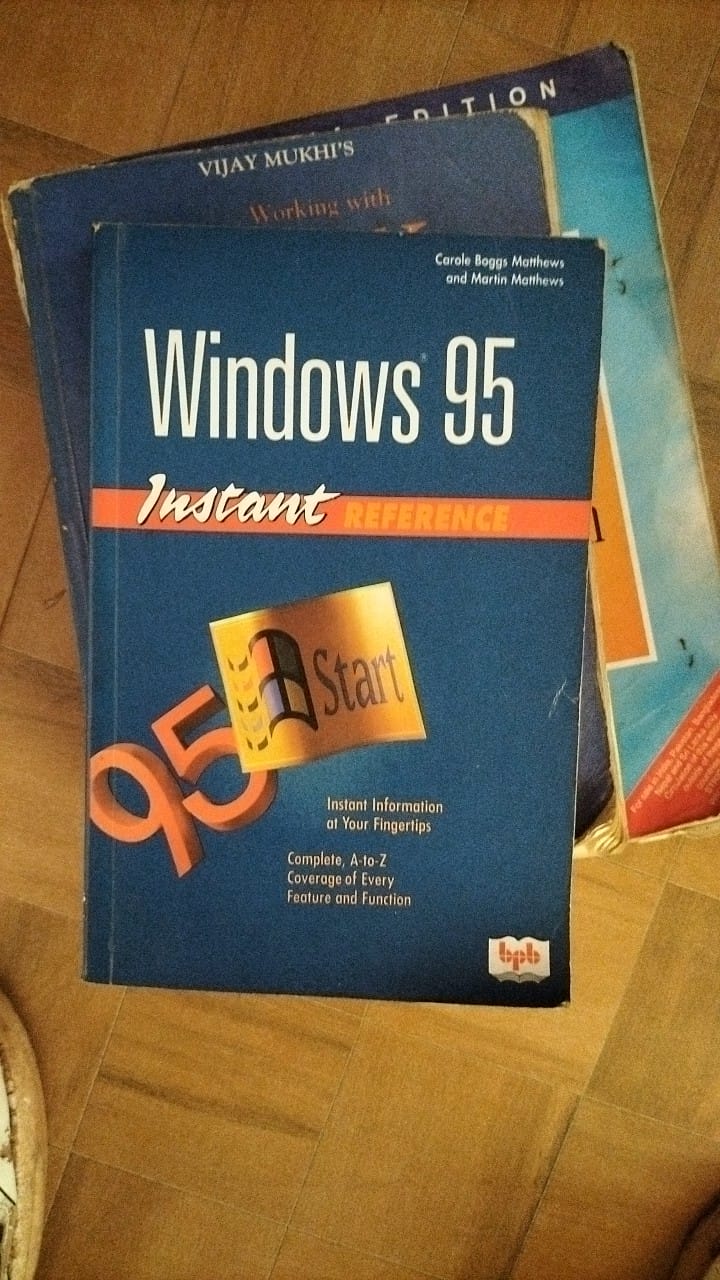 EDITION
VIJAY MUKHI'S
Working with
Carole Boggs Matthews
and Martin Matthews
Windows® 95
Instant REFERENCE
Start
95
Instant Information
at Your Fingertips
Complete, A-to-Z
Coverage of Every
Feature and Function
bpb